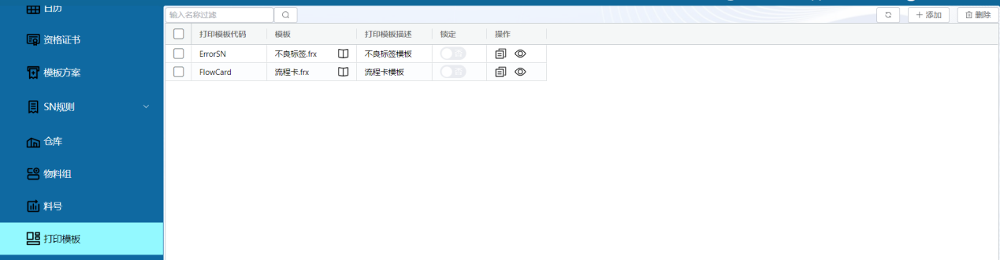 日历
资格证书
模板方案
SN规则
仓库
物料组
料号
打印模板
输入名称过滤
添加 删除
打印模板代码 模板 打印模板描述 锁定 操作
ErrorSN 不良标签.frx 不良标签模板 否
FlowCard 流程卡.frx 流程卡模板 否